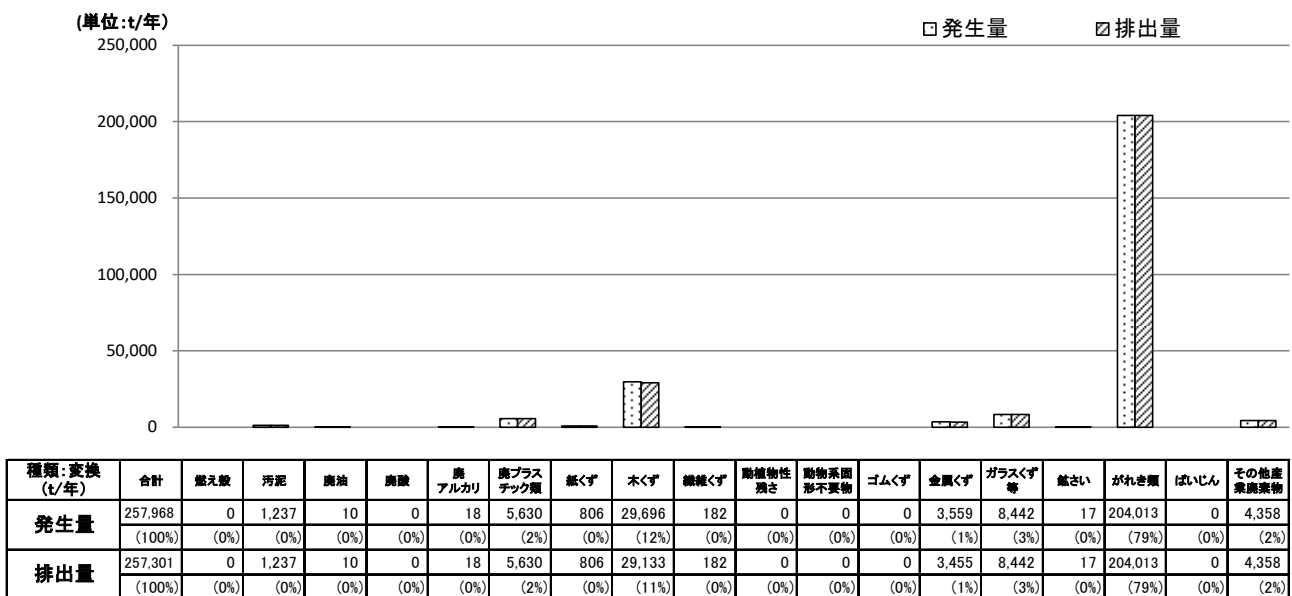 (単位:t/年)
発生量 排出量
250,000
200,000
150,000
100,000
50,000
0
種類:変換 (t/年) 合計 燃え殻 汚泥 廃油 廃酸 廃アルカリ 廃プラスチック類 紙くず 木くず 繊維くず 動植物性残さ 動物系固形不要物 ゴムくず 金属くず ガラスくず等 鉱さい がれき類 ばいじん その他産業廃棄物
発生量 257,968 0 1,237 10 0 18 5,630 806 29,696 182 0 0 0 3,559 8,442 17 204,013 0 4,358
(100%) (0%) (0%) (0%) (0%) (0%) (2%) (0%) (12%) (0%) (0%) (0%) (0%) (1%) (3%) (0%) (79%) (0%) (2%)
排出量 257,301 0 1,237 10 0 18 5,630 806 29,133 182 0 0 0 3,455 8,442 17 204,013 0 4,358
(100%) (0%) (0%) (0%) (0%) (0%) (2%) (0%) (11%) (0%) (0%) (0%) (0%) (1%) (3%) (0%) (79%) (0%) (2%)